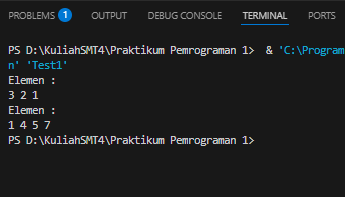 PROBLEMS 1 OUTPUT DEBUG CONSOLE TERMINAL PORTS
PS D:\KuliahSMT4\Praktikum Pemrograman 1>  & 'C:\Program
n' 'Test1'
Elemen :
3 2 1
Elemen :
1 4 5 7
PS D:\KuliahSMT4\Praktikum Pemrograman 1>